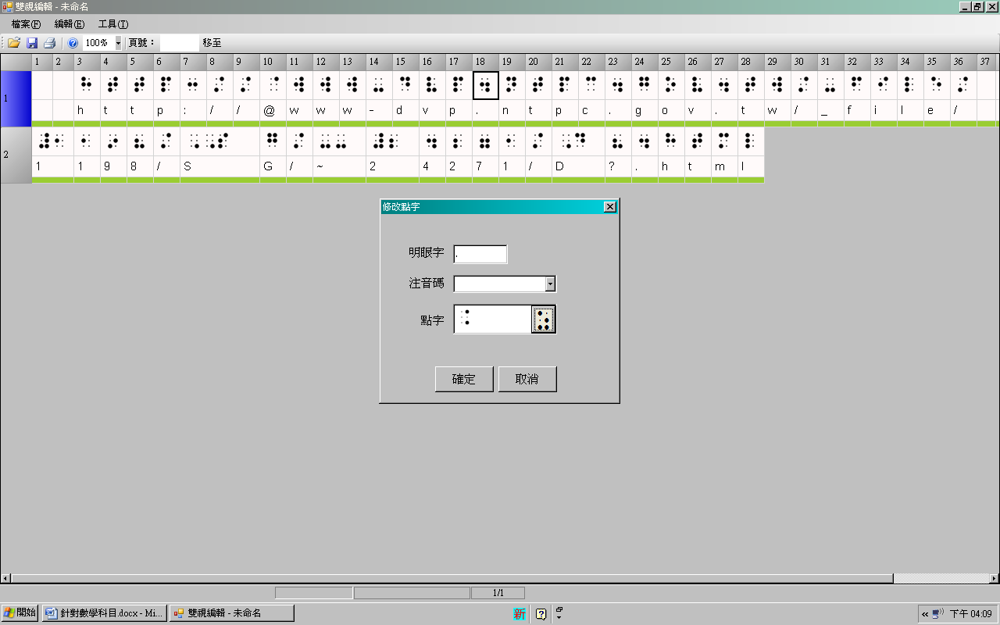 雙視編輯 - 未命名
檔案(F) 編輯(E) 工具(T)
100% 頁號： 移至
1 2 3 4 5 6 7 8 9 10 11 12 13 14 15 16 17 18 19 20 21 22 23 24 25 26 27 28 29 30 31 32 33 34 35 36 37
1
h t t p : / / @ w w w - d v p . n t p c . g o v . t w / _ f i l e /
2
1 1 9 8 / S G / ~ 2 4 2 7 1 / D ? . h t m l
修改點字
明眼字 .
注音碼
點字
確定 取消
1/1
開始 針對數學科目.docx - Mi... 雙視編輯 - 未命名 新 下午 04:09